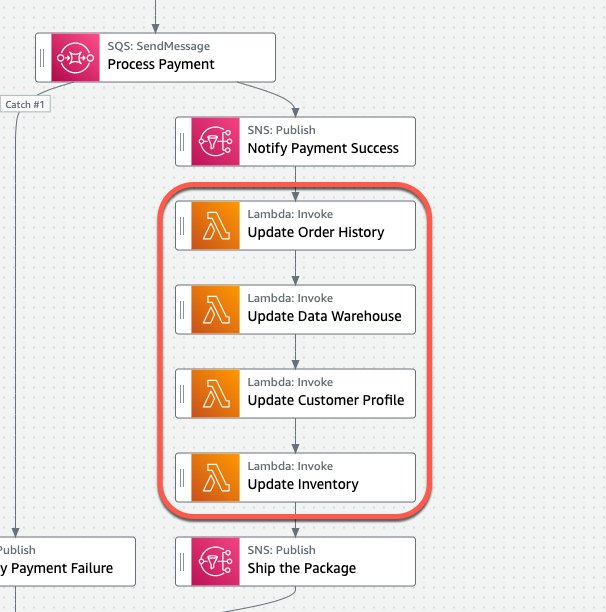 SQS: SendMessage
Process Payment
Catch #1
SNS: Publish
Notify Payment Success
Lambda: Invoke
Update Order History
Lambda: Invoke
Update Data Warehouse
Lambda: Invoke
Update Customer Profile
Lambda: Invoke
Update Inventory
Publish
y Payment Failure
SNS: Publish
Ship the Package